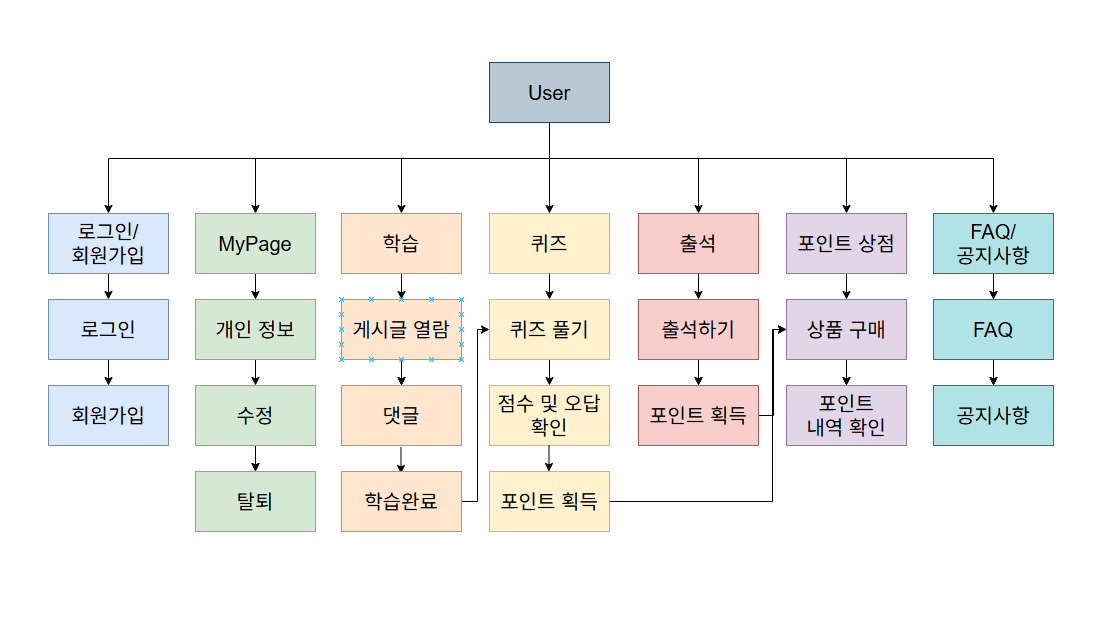 User
로그인/
회원가입
MyPage
학습
퀴즈
출석
포인트 상점
FAQ/
공지사항
로그인
개인 정보
게시글 열람
퀴즈 풀기
출석하기
상품 구매
FAQ
회원가입
수정
댓글
점수 및 오답
확인
포인트 획득
포인트
내역 확인
공지사항
탈퇴
학습완료
포인트 획득